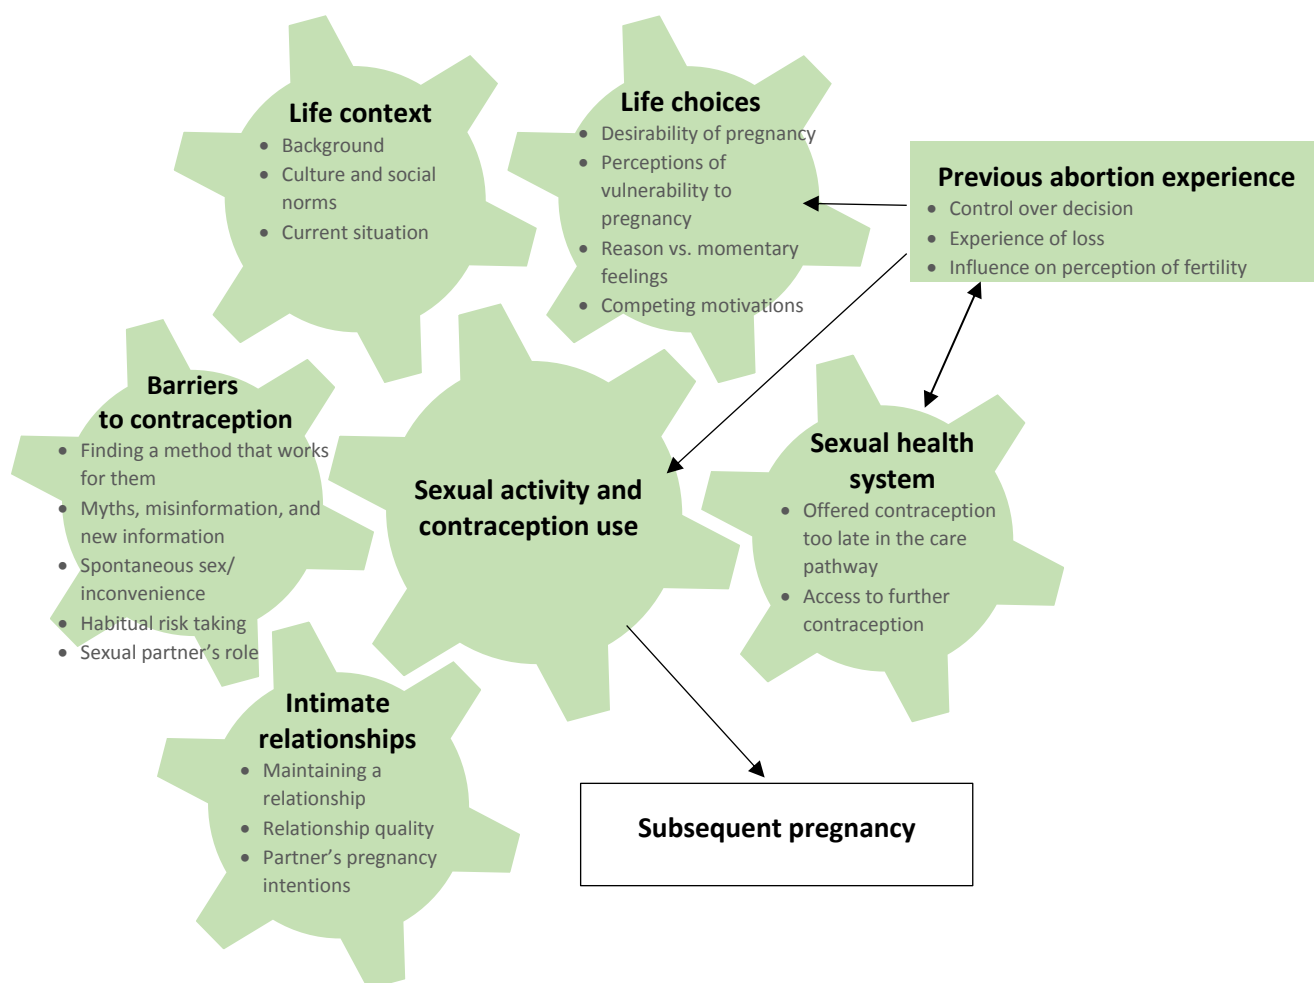 Life context
• Background
• Culture and social
norms
• Current situation
Life choices
• Desirability of pregnancy
• Perceptions of
vulnerability to
pregnancy
• Reason vs. momentary
feelings
• Competing motivations
Previous abortion experience
• Control over decision
• Experience of loss
• Influence on perception of fertility
Barriers
to contraception
• Finding a method that works
for them
• Myths, misinformation, and
new information
• Spontaneous sex/
inconvenience
• Habitual risk taking
• Sexual partner’s role
Sexual activity and
contraception use
Sexual health
system
• Offered contraception
too late in the care
pathway
• Access to further
contraception
Intimate
relationships
• Maintaining a
relationship
• Relationship quality
• Partner’s pregnancy
intentions
Subsequent pregnancy